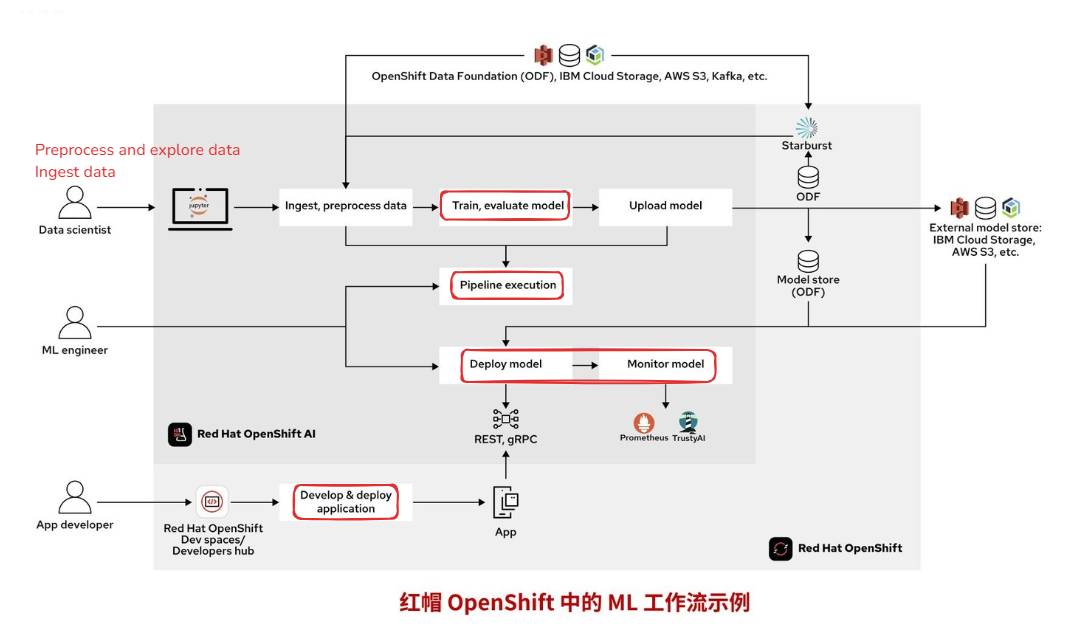 OpenShift Data Foundation (ODF), IBM Cloud Storage, AWS S3, Kafka, etc.
Starburst
Preprocess and explore data
Ingest data
ODF
Data scientist
jupyter
Ingest, preprocess data
Train, evaluate model
Upload model
External model store:
IBM Cloud Storage,
AWS S3, etc.
Model store
(ODF)
Pipeline execution
ML engineer
Deploy model
Monitor model
Prometheus
TrustyAI
REST, gRPC
Red Hat OpenShift AI
App developer
Red Hat OpenShift
Dev spaces/
Developers hub
Develop & deploy
application
App
Red Hat OpenShift
红帽 OpenShift 中的 ML 工作流示例